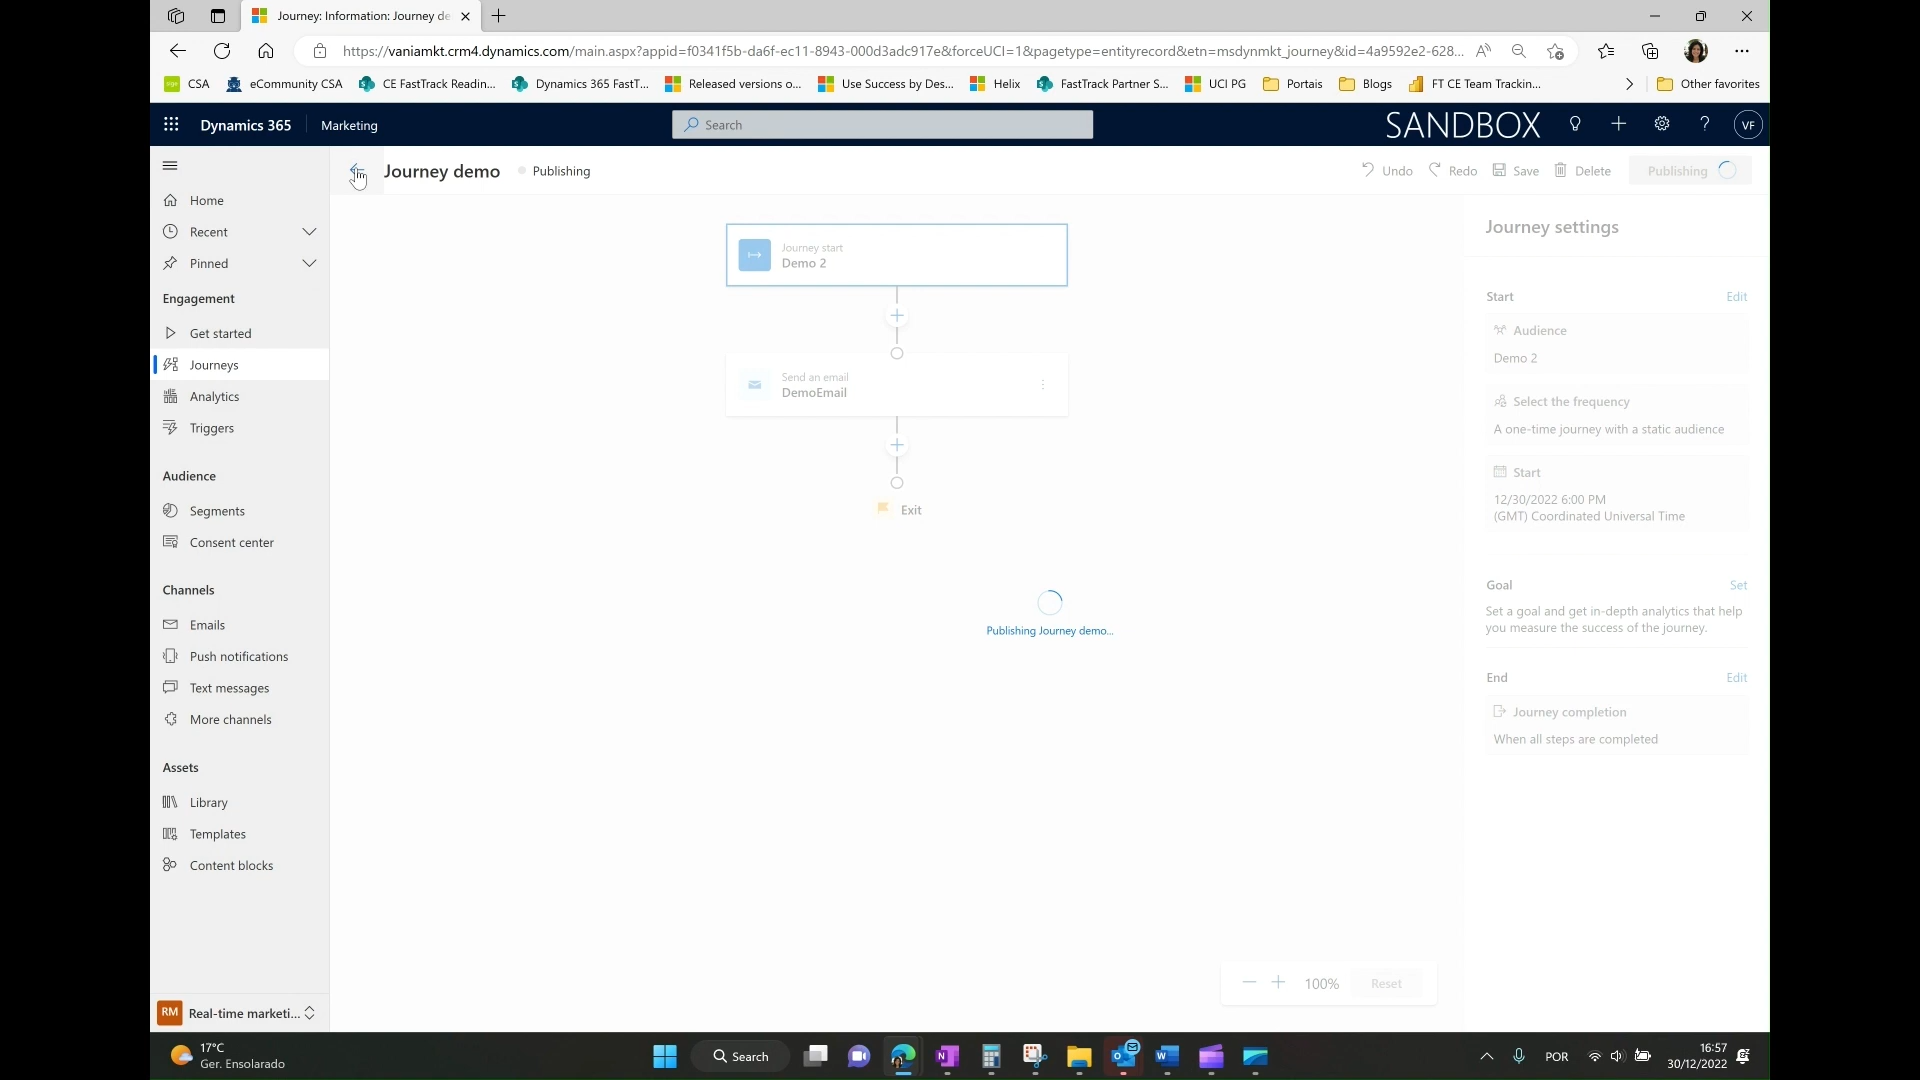 Journey: Information: Journey de
https://vaniamkt.crm4.dynamics.com/main.aspx?appid=f0341f5b-da6f-ec11-8943-000d3adc917e&forceUCI=1&pagetype=entityrecord&etn=msdynmkt_journey&id=4a9592e2-628...
CSA eCommunity CSA CE FastTrack Readin... Dynamics 365 FastT... Released versions o... Use Success by Des... Helix FastTrack Partner S... UCI PG Portais Blogs FT CE Team Trackin... Other favorites
Dynamics 365 Marketing Search SANDBOX VF
Journey demo Publishing Undo Redo Save Delete Publishing
Home
Recent
Pinned
Engagement
Get started
Journeys
Analytics
Triggers
Audience
Segments
Consent center
Channels
Emails
Push notifications
Text messages
More channels
Assets
Library
Templates
Content blocks
RM Real-time marketi...
Journey start
Demo 2
Send an email
DemoEmail
Exit
Publishing Journey demo...
Journey settings
Start Edit
Audience
Demo 2
Select the frequency
A one-time journey with a static audience
Start
12/30/2022 6:00 PM
(GMT) Coordinated Universal Time
Goal Set
Set a goal and get in-depth analytics that help
you measure the success of the journey.
End Edit
Journey completion
When all steps are completed
100% Reset
17°C
Ger. Ensolarado
Search
POR
16:57
30/12/2022